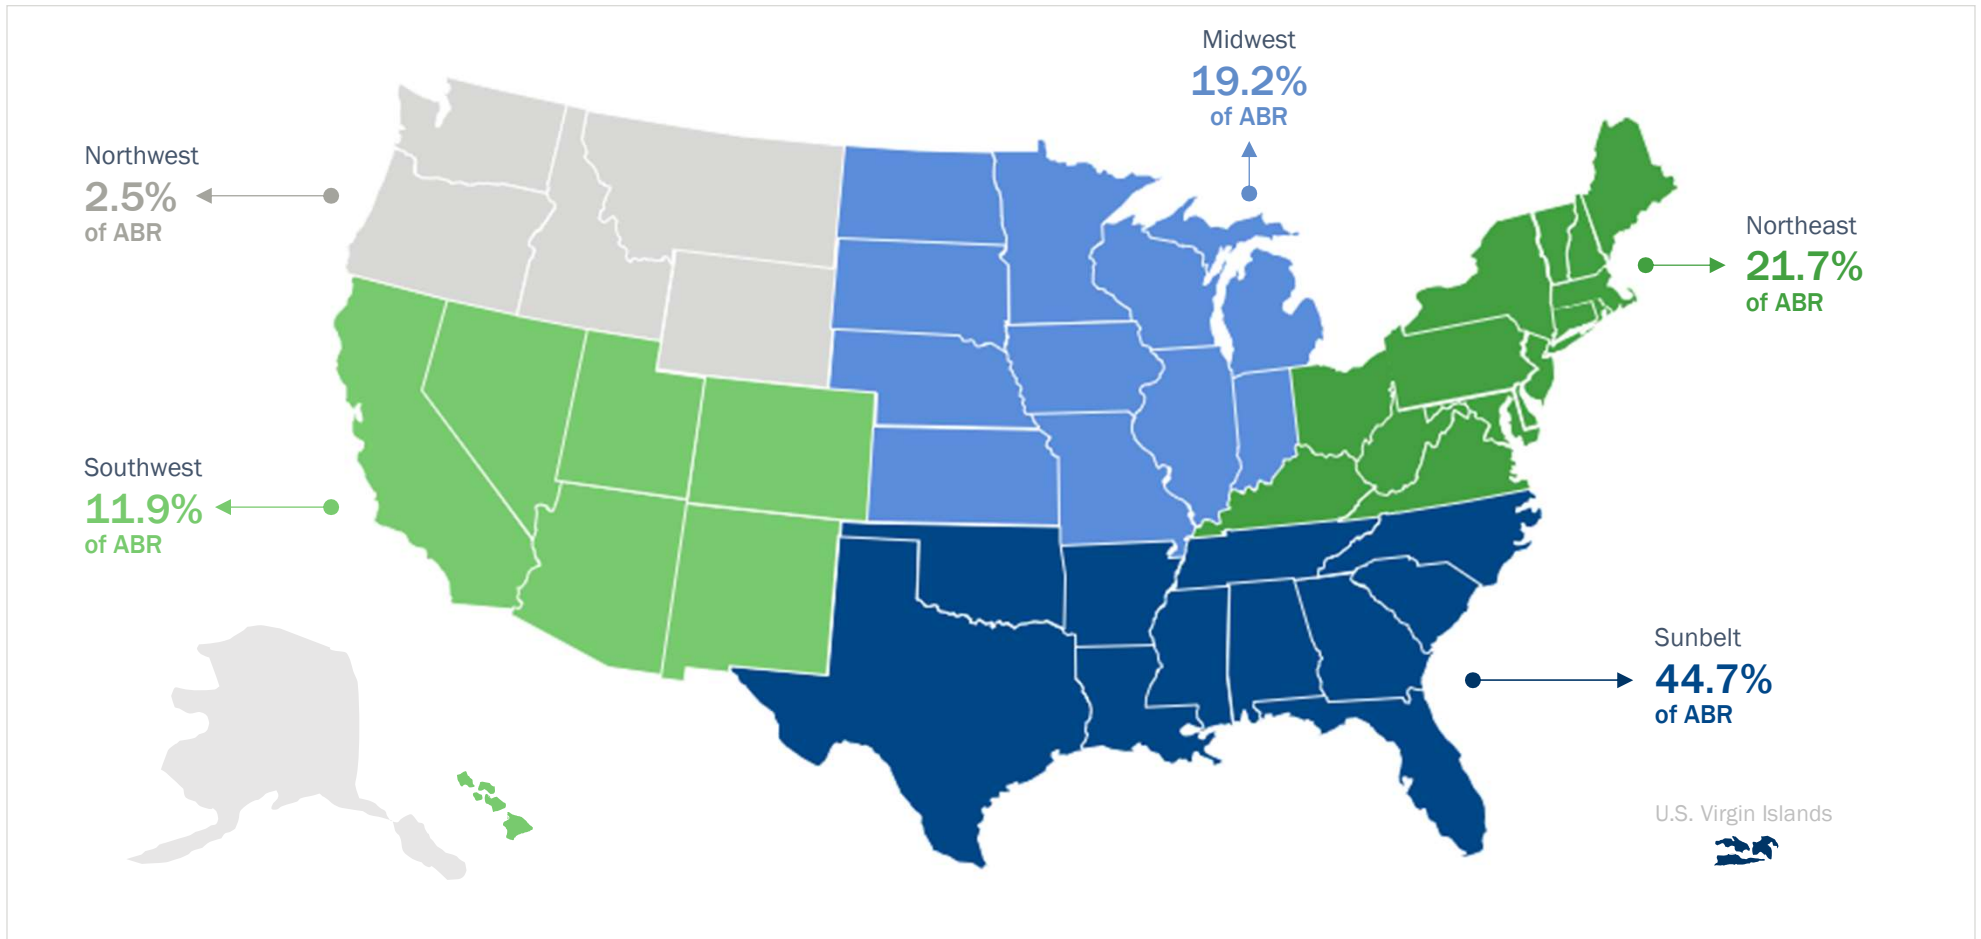 Midwest
19.2%
of ABR
Northwest
2.5%
of ABR
Northeast
21.7%
of ABR
Southwest
11.9%
of ABR
Sunbelt
44.7%
of ABR
U.S. Virgin Islands